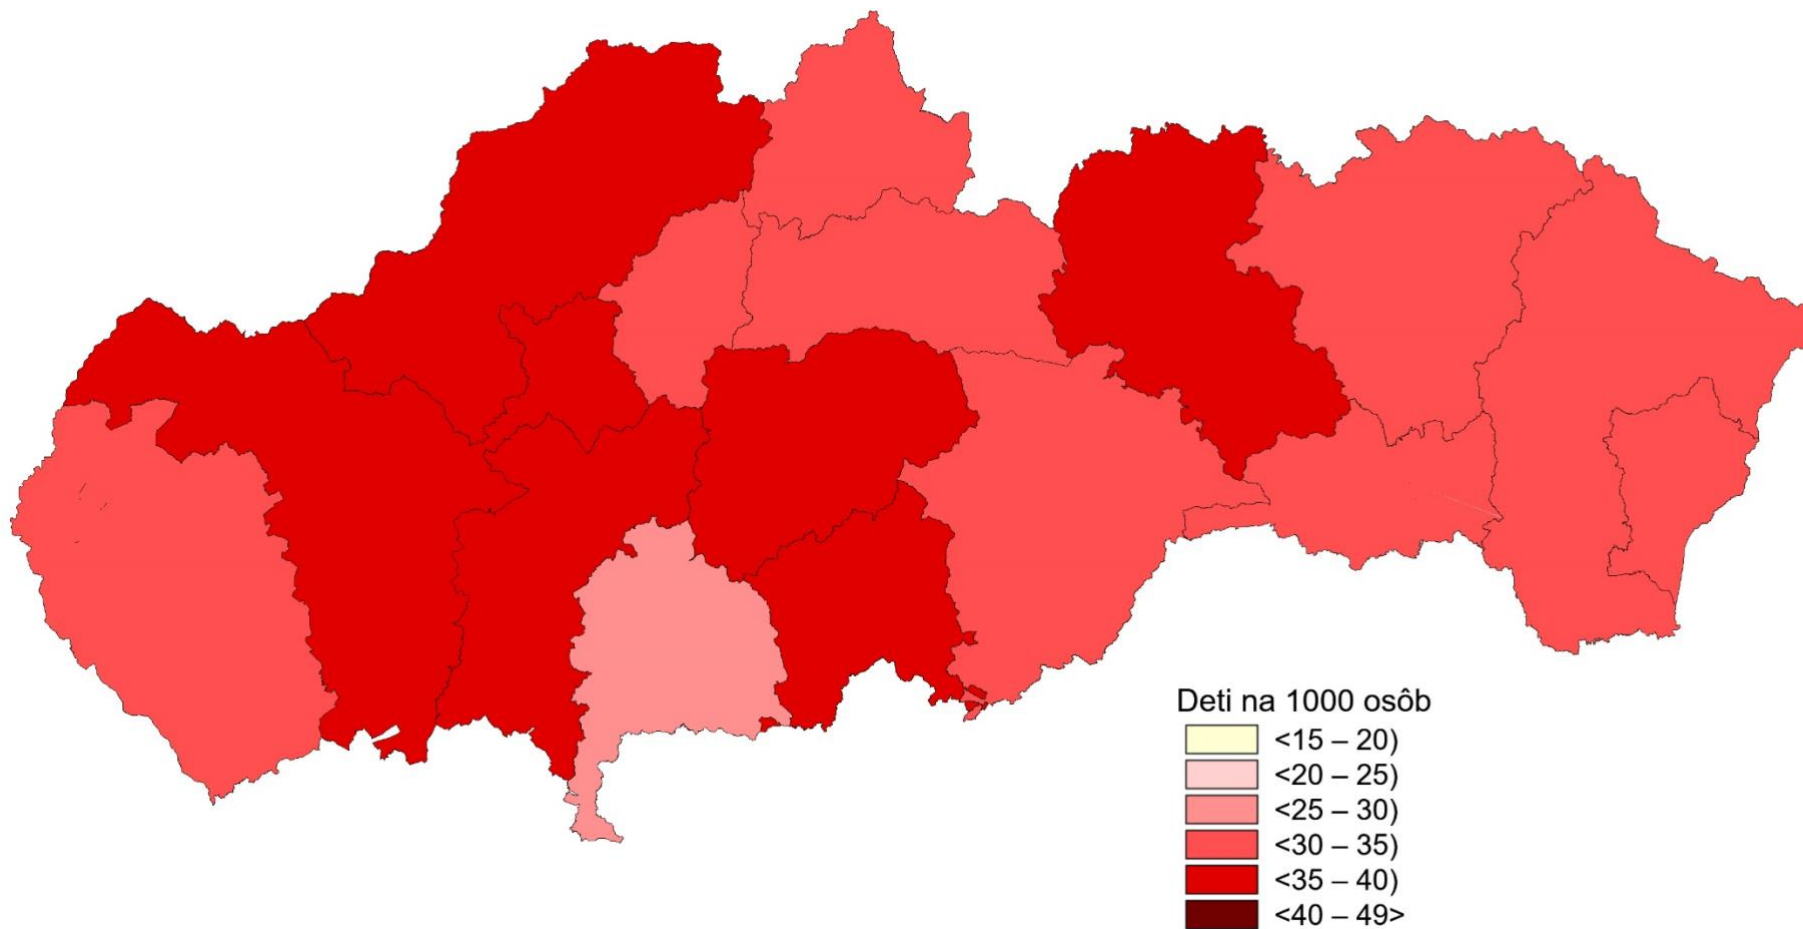 Deti na 1000 osôb
<15 – 20)
<20 – 25)
<25 – 30)
<30 – 35)
<35 – 40)
<40 – 49>